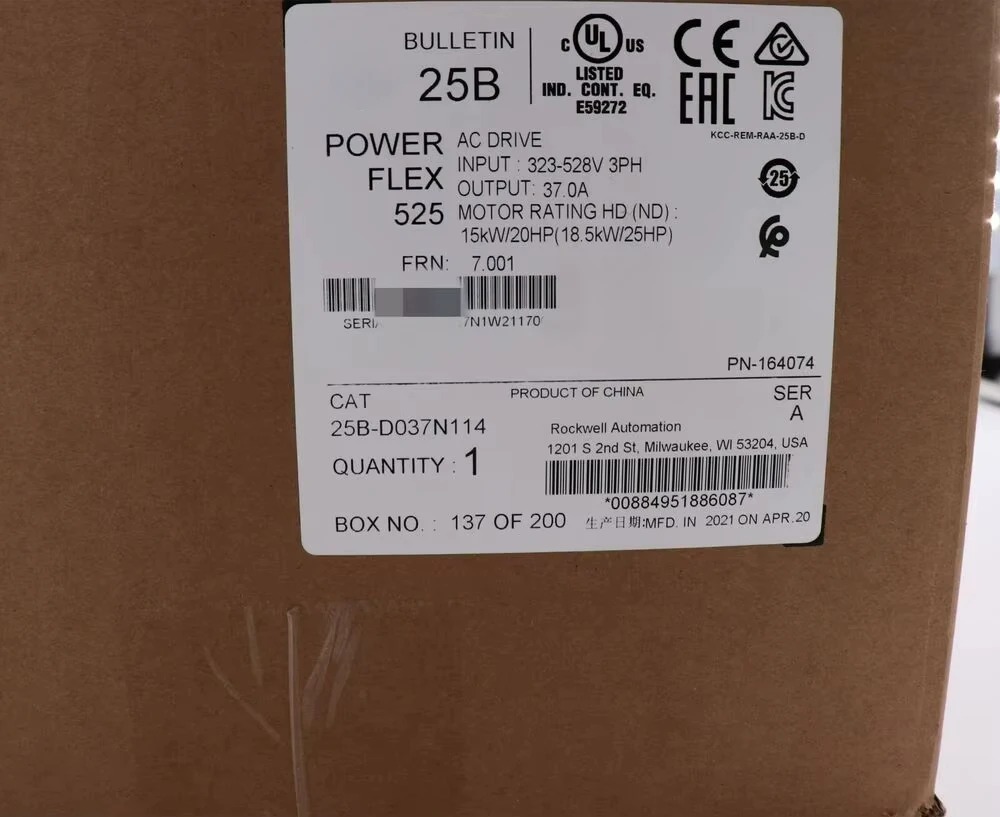 BULLETIN
25B
C UL US
LISTED
IND. CONT. EQ.
E59272
CE
EAC
KC
KCC-REM-RAA-25B-D
25
POWER
FLEX
525
AC DRIVE
INPUT : 323-528V 3PH
OUTPUT: 37.0A
MOTOR RATING HD (ND) :
15kW/20HP(18.5kW/25HP)
FRN: 7.001
7N1W21170
PN-164074
CAT
25B-D037N114
PRODUCT OF CHINA
SER
A
QUANTITY : 1
Rockwell Automation
1201 S 2nd St, Milwaukee, WI 53204, USA
*00884951886087*
BOX NO. : 137 OF 200
生产日期:MFD. IN 2021 ON APR.20